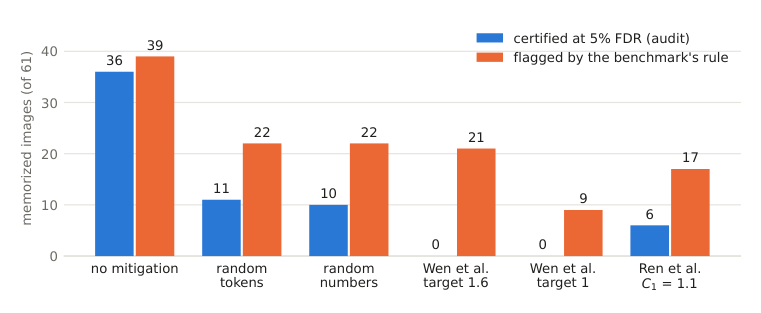 certified at 5% FDR (audit)
flagged by the benchmark's rule
memorized images (of 61)
40
30
20
10
0
36
39
11
22
10
22
0
21
0
9
6
17
no mitigation
random
tokens
random
numbers
Wen et al.
target 1.6
Wen et al.
target 1
Ren et al.
C₁ = 1.1